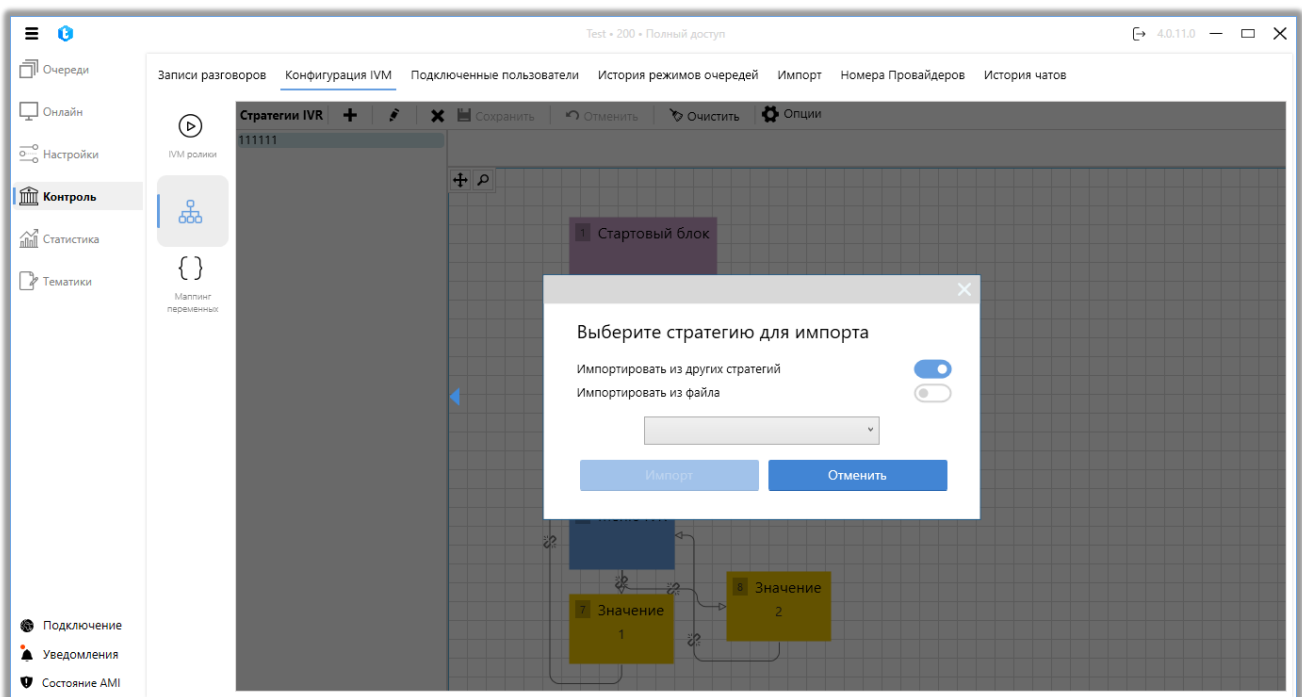 Test • 200 • Полный доступ
4.0.11.0
Очереди
Онлайн
Настройки
Контроль
Статистика
Тематики
Подключение
Уведомления
Состояние AMI
Записи разговоров Конфигурация IVM Подключенные пользователи История режимов очередей Импорт Номера Провайдеров История чатов
IVM ролики
Маппинг
переменных
Стратегии IVR
Сохранить Отменить Очистить Опции
111111
1 Стартовый блок
Выберите стратегию для импорта
Импортировать из других стратегий
Импортировать из файла
Импорт Отменить
8 Значение
2
7 Значение
1